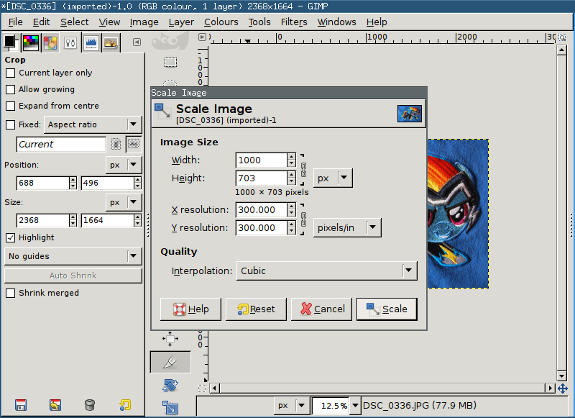 *[DSC_0336] (imported)-1.0 (RGB colour, 1 layer) 2368x1664 – GIMP
File Edit Select View Image Layer Colours Tools Filters Windows Help
Crop
Current layer only
Allow growing
Expand from centre
Fixed: Aspect ratio
Current
Position: px
688 496
Size: px
2368 1664
Highlight
No guides
Auto Shrink
Shrink merged
0 1000 2000 300
Scale Image
Scale Image
[DSC_0336] (imported)-1
Image Size
Width: 1000
Height: 703 px
1000 × 703 pixels
X resolution: 300.000
Y resolution: 300.000 pixels/in
Quality
Interpolation: Cubic
Help Reset Cancel Scale
px 12.5% DSC_0336.JPG (77.9 MB)